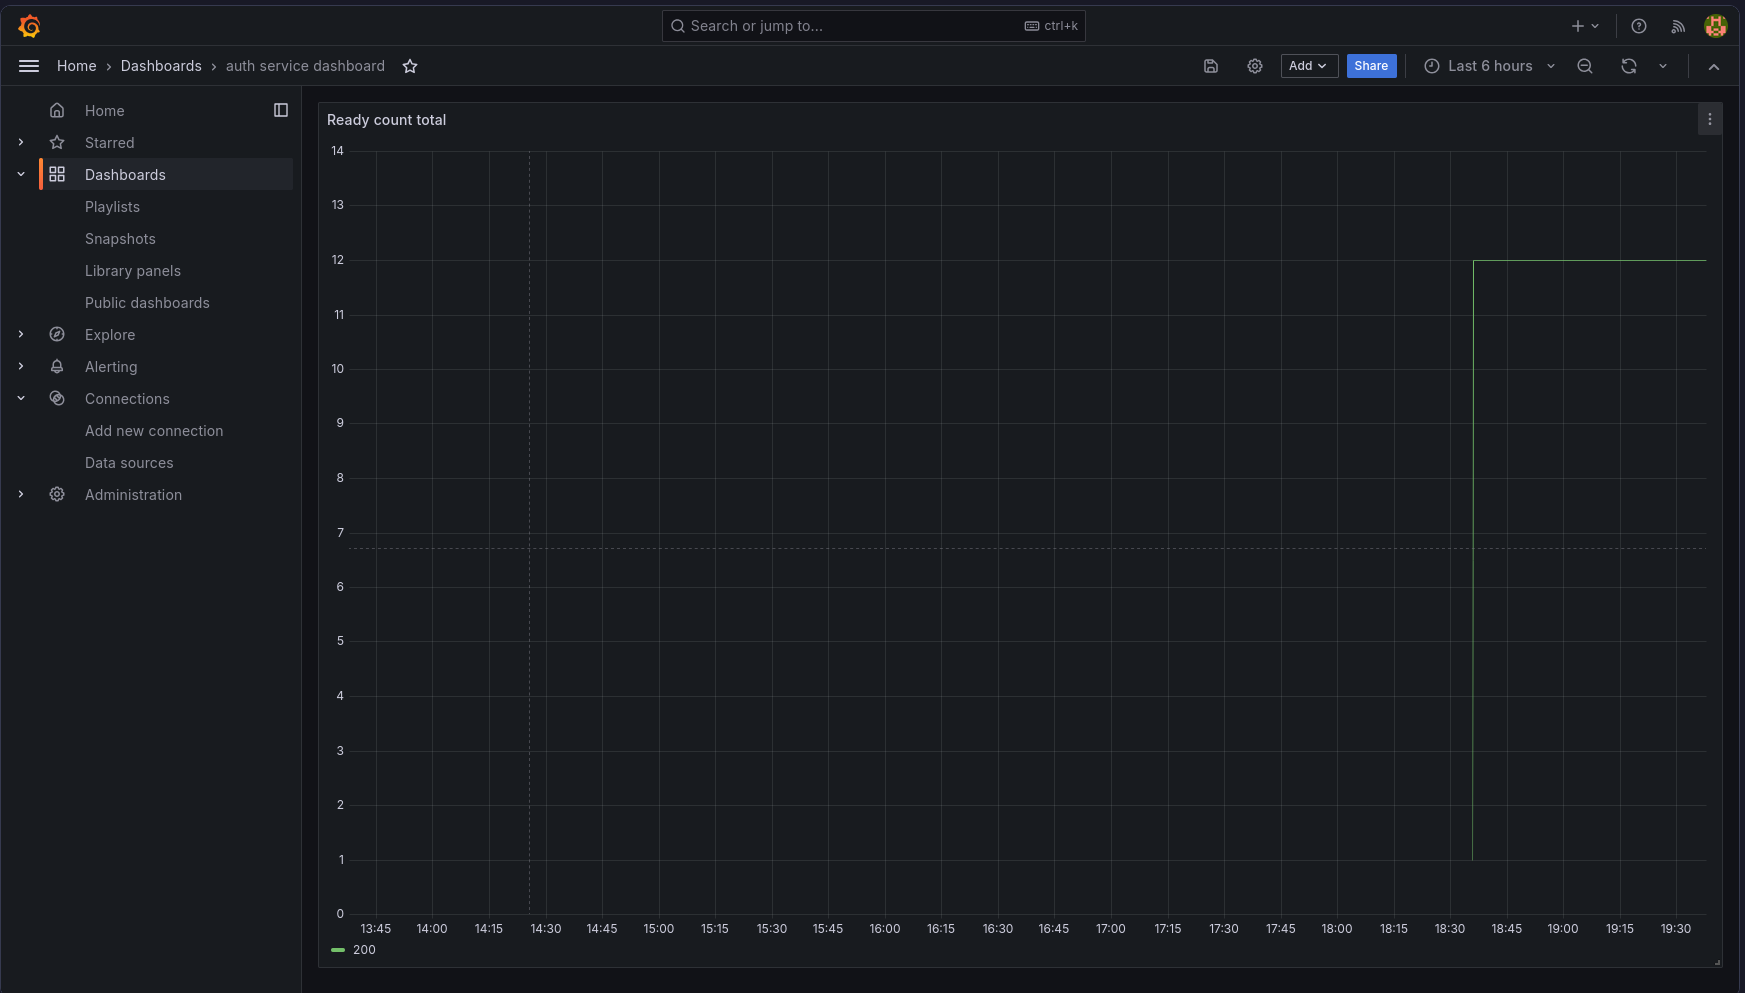 Search or jump to...
ctrl+k
Home
Dashboards
auth service dashboard
Add
Share
Last 6 hours
Home
Starred
Dashboards
Playlists
Snapshots
Library panels
Public dashboards
Explore
Alerting
Connections
Add new connection
Data sources
Administration
Ready count total
14
13
12
11
10
9
8
7
6
5
4
3
2
1
0
13:45 14:00 14:15 14:30 14:45 15:00 15:15 15:30 15:45 16:00 16:15 16:30 16:45 17:00 17:15 17:30 17:45 18:00 18:15 18:30 18:45 19:00 19:15 19:30
200